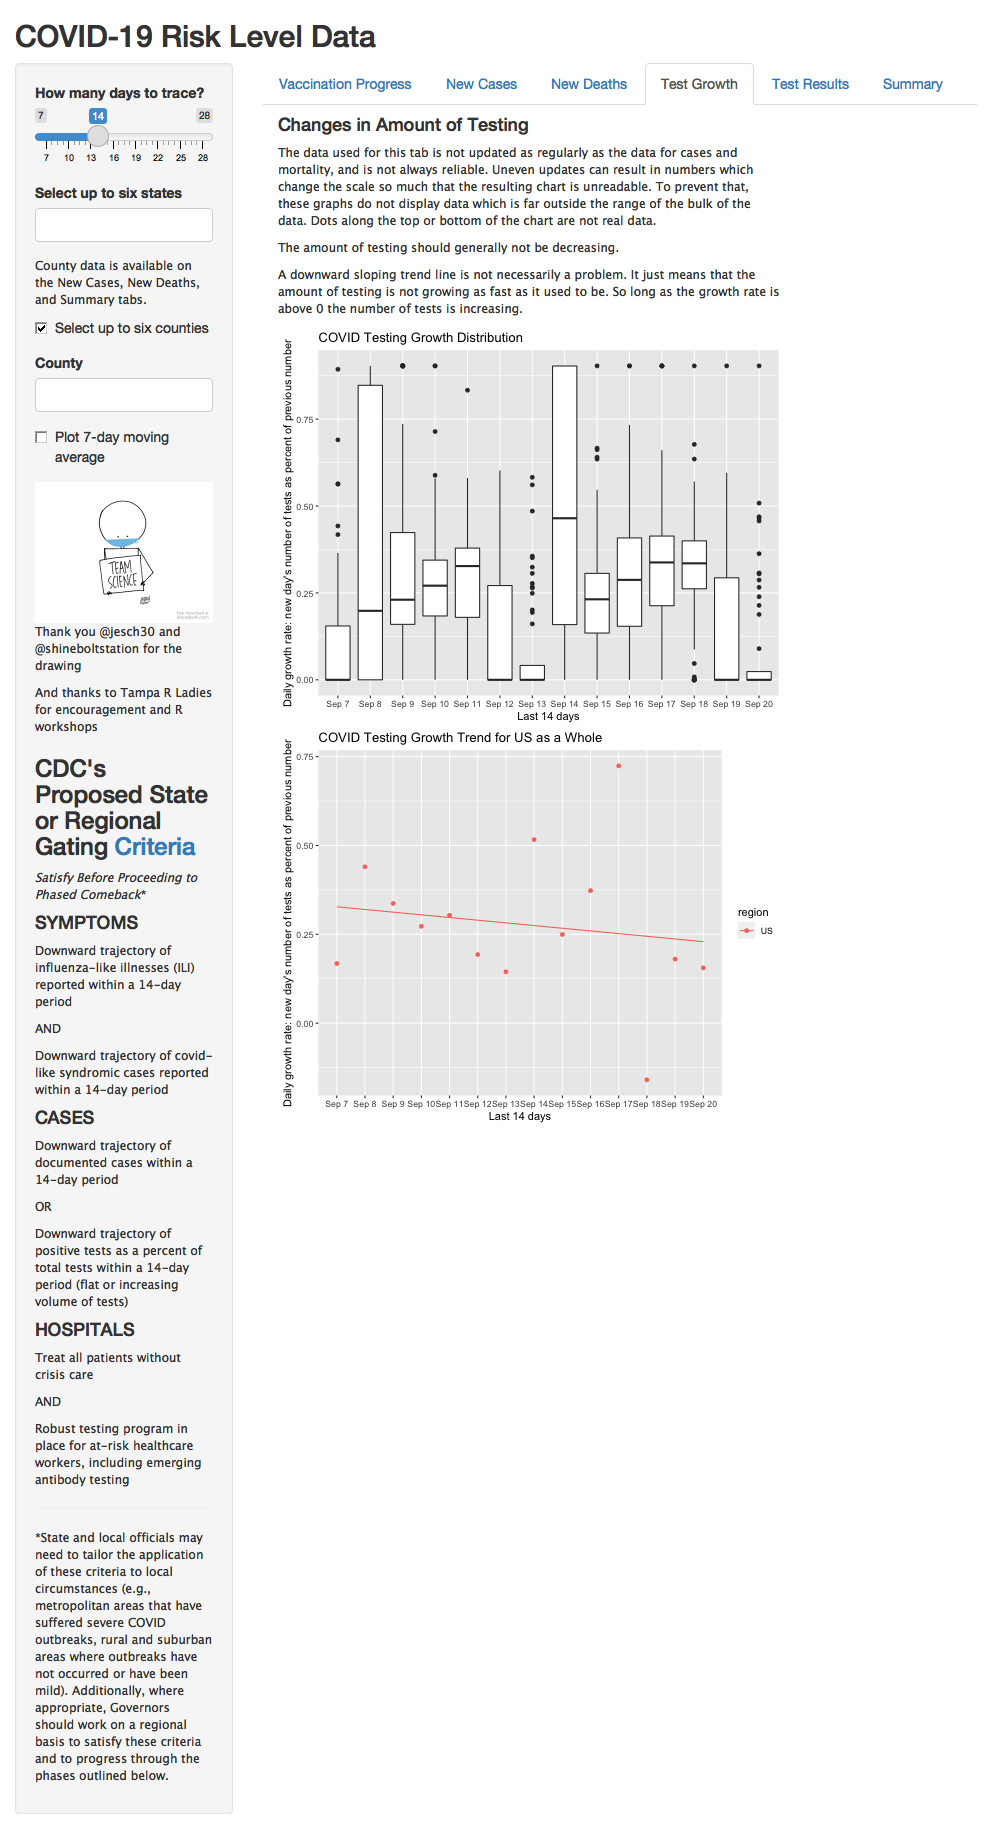 COVID-19 Risk Level Data
How many days to trace?
7 14 28
7 10 13 16 19 22 25 28
Select up to six states
County data is available on
the New Cases, New Deaths,
and Summary tabs.
Select up to six counties
County
Plot 7-day moving
average
TEAM
SCIENCE
Thank you @jesch30 and
@shineboltstation for the
drawing
And thanks to Tampa R Ladies
for encouragement and R
workshops
CDC's
Proposed State
or Regional
Gating Criteria
Satisfy Before Proceeding to
Phased Comeback*
SYMPTOMS
Downward trajectory of
influenza-like illnesses (ILI)
reported within a 14-day
period
AND
Downward trajectory of covid-
like syndromic cases reported
within a 14-day period
CASES
Downward trajectory of
documented cases within a
14-day period
OR
Downward trajectory of
positive tests as a percent of
total tests within a 14-day
period (flat or increasing
volume of tests)
HOSPITALS
Treat all patients without
crisis care
AND
Robust testing program in
place for at-risk healthcare
workers, including emerging
antibody testing
*State and local officials may
need to tailor the application
of these criteria to local
circumstances (e.g.,
metropolitan areas that have
suffered severe COVID
outbreaks, rural and suburban
areas where outbreaks have
not occurred or have been
mild). Additionally, where
appropriate, Governors
should work on a regional
basis to satisfy these criteria
and to progress through the
phases outlined below.
Vaccination Progress New Cases New Deaths Test Growth Test Results Summary
Changes in Amount of Testing
The data used for this tab is not updated as regularly as the data for cases and
mortality, and is not always reliable. Uneven updates can result in numbers which
change the scale so much that the resulting chart is unreadable. To prevent that,
these graphs do not display data which is far outside the range of the bulk of the
data. Dots along the top or bottom of the chart are not real data.
The amount of testing should generally not be decreasing.
A downward sloping trend line is not necessarily a problem. It just means that the
amount of testing is not growing as fast as it used to be. So long as the growth rate is
above 0 the number of tests is increasing.
COVID Testing Growth Distribution
Daily growth rate: new day's number of tests as percent of previous number
0.75
0.50
0.25
0.00
Sep 7 Sep 8 Sep 9 Sep 10 Sep 11 Sep 12 Sep 13 Sep 14 Sep 15 Sep 16 Sep 17 Sep 18 Sep 19 Sep 20
Last 14 days
COVID Testing Growth Trend for US as a Whole
Daily growth rate: new day's number of tests as percent of previous number
0.75
0.50
0.25
0.00
Sep 7 Sep 8 Sep 9 Sep 10 Sep 11 Sep 12 Sep 13 Sep 14 Sep 15 Sep 16 Sep 17 Sep 18 Sep 19 Sep 20
Last 14 days
region
US